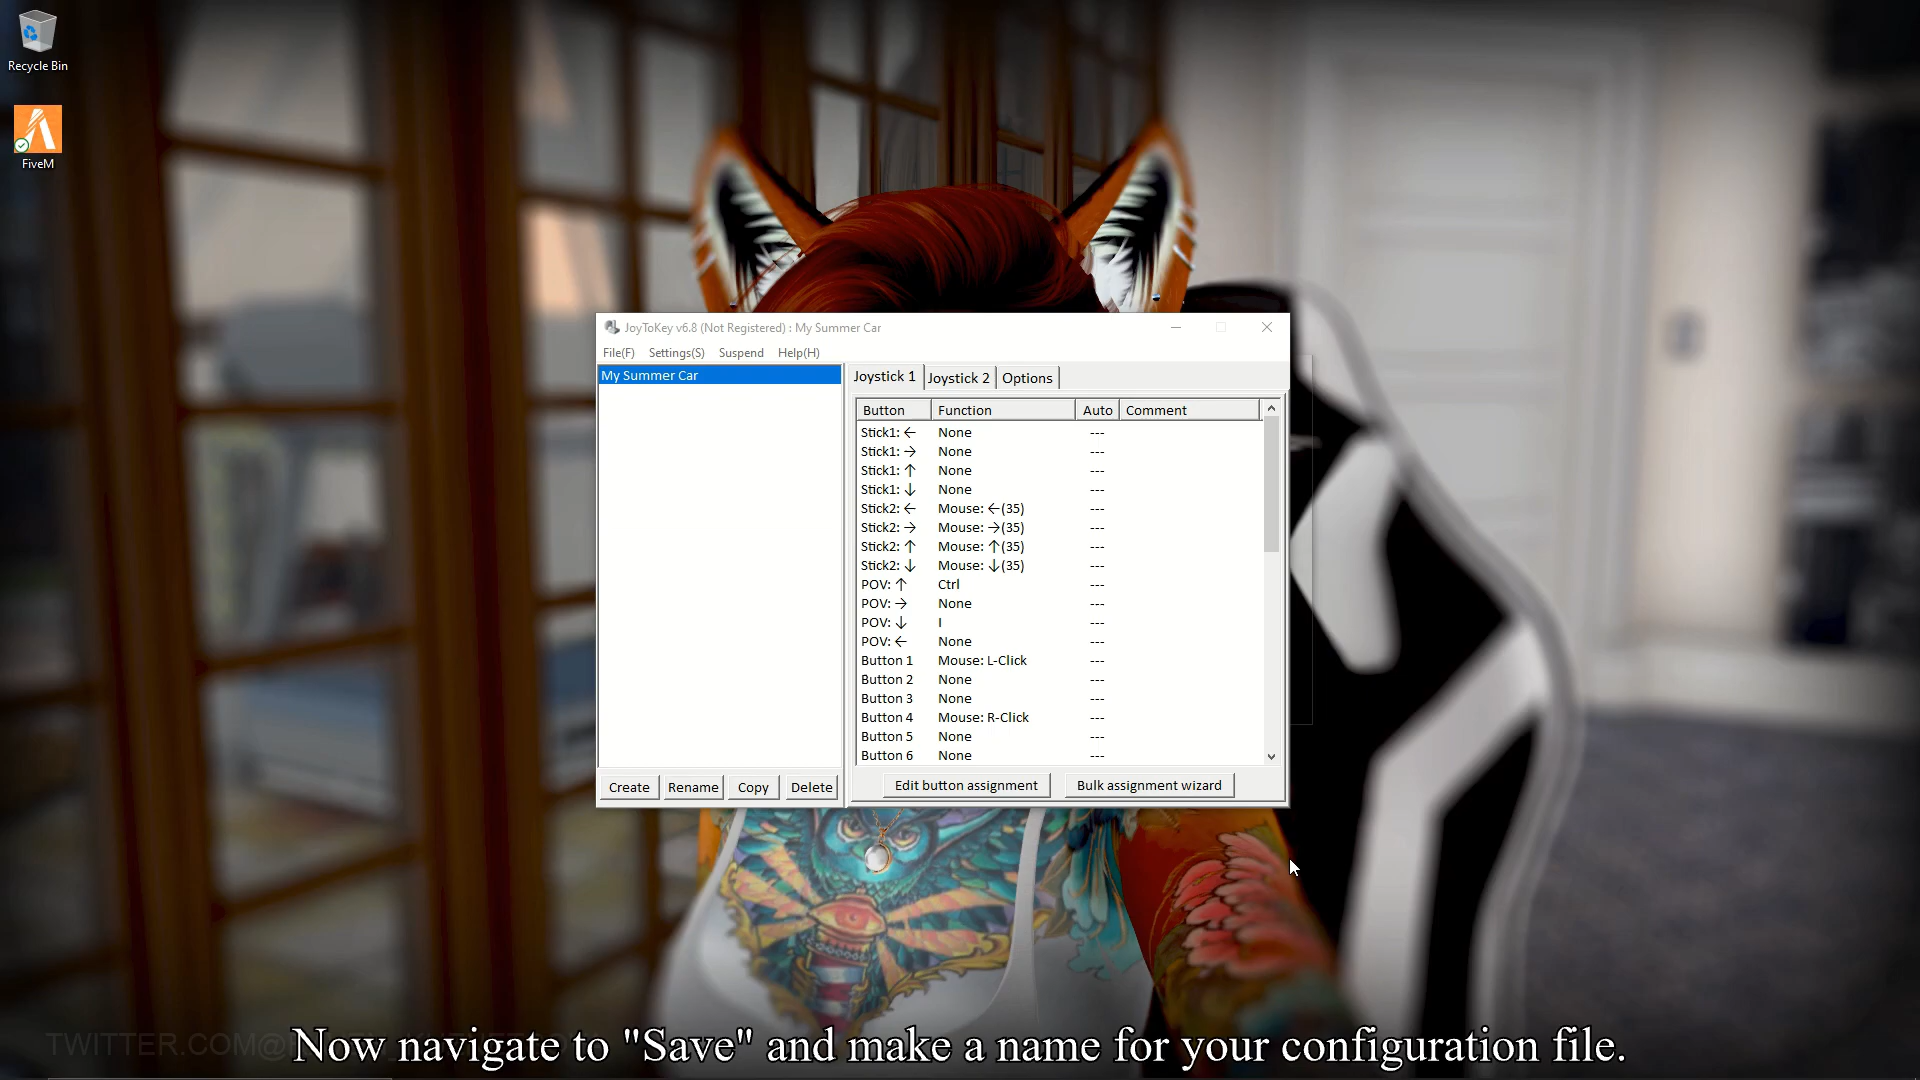 Recycle Bin
FiveM
JoyToKey v6.8 (Not Registered) : My Summer Car
File(F) Settings(S) Suspend Help(H)
My Summer Car
Joystick 1 Joystick 2 Options
Button Function Auto Comment
Stick1: ← None ---
Stick1: → None ---
Stick1: ↑ None ---
Stick1: ↓ None ---
Stick2: ← Mouse: ←(35) ---
Stick2: → Mouse: →(35) ---
Stick2: ↑ Mouse: ↑(35) ---
Stick2: ↓ Mouse: ↓(35) ---
POV: ↑ Ctrl ---
POV: → None ---
POV: ↓ I ---
POV: ← None ---
Button 1 Mouse: L-Click ---
Button 2 None ---
Button 3 None ---
Button 4 Mouse: R-Click ---
Button 5 None ---
Button 6 None ---
Create Rename Copy Delete
Edit button assignment Bulk assignment wizard
TWITTER.COM@
Now navigate to "Save" and make a name for your configuration file.